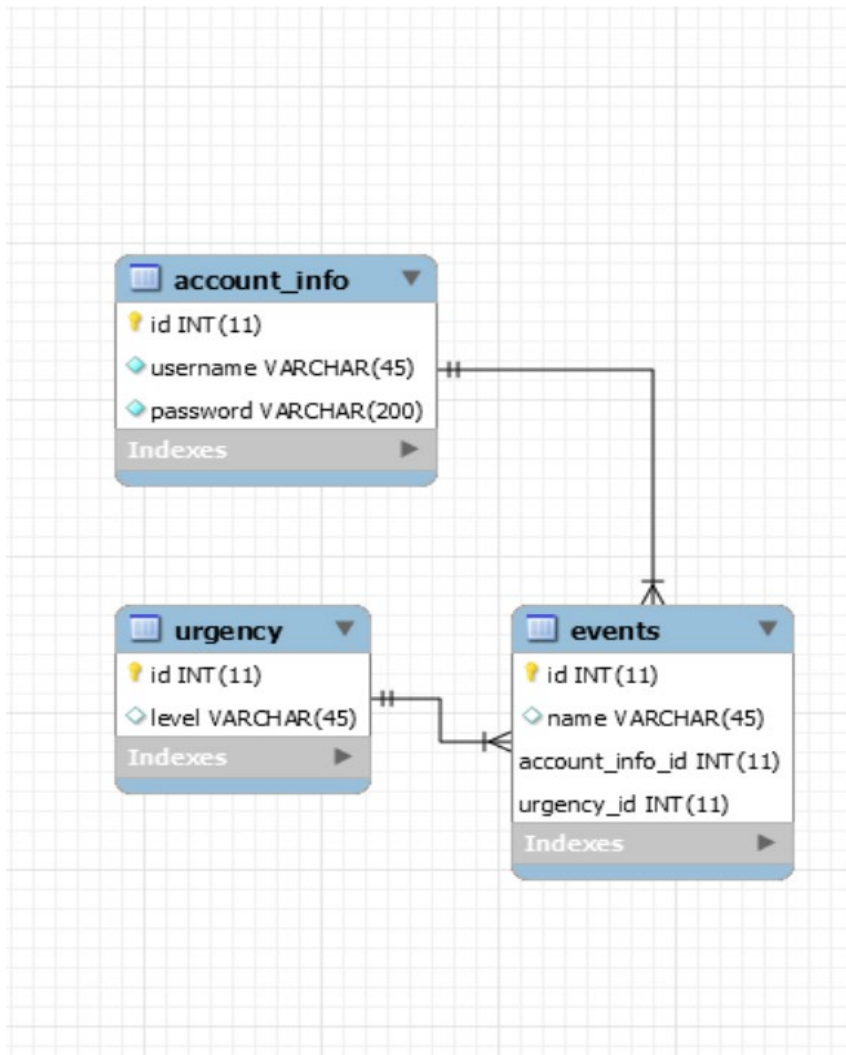 account_info
id INT(11)
username VARCHAR(45)
password VARCHAR(200)
Indexes
urgency
id INT(11)
level VARCHAR(45)
Indexes
events
id INT(11)
name VARCHAR(45)
account_info_id INT(11)
urgency_id INT(11)
Indexes